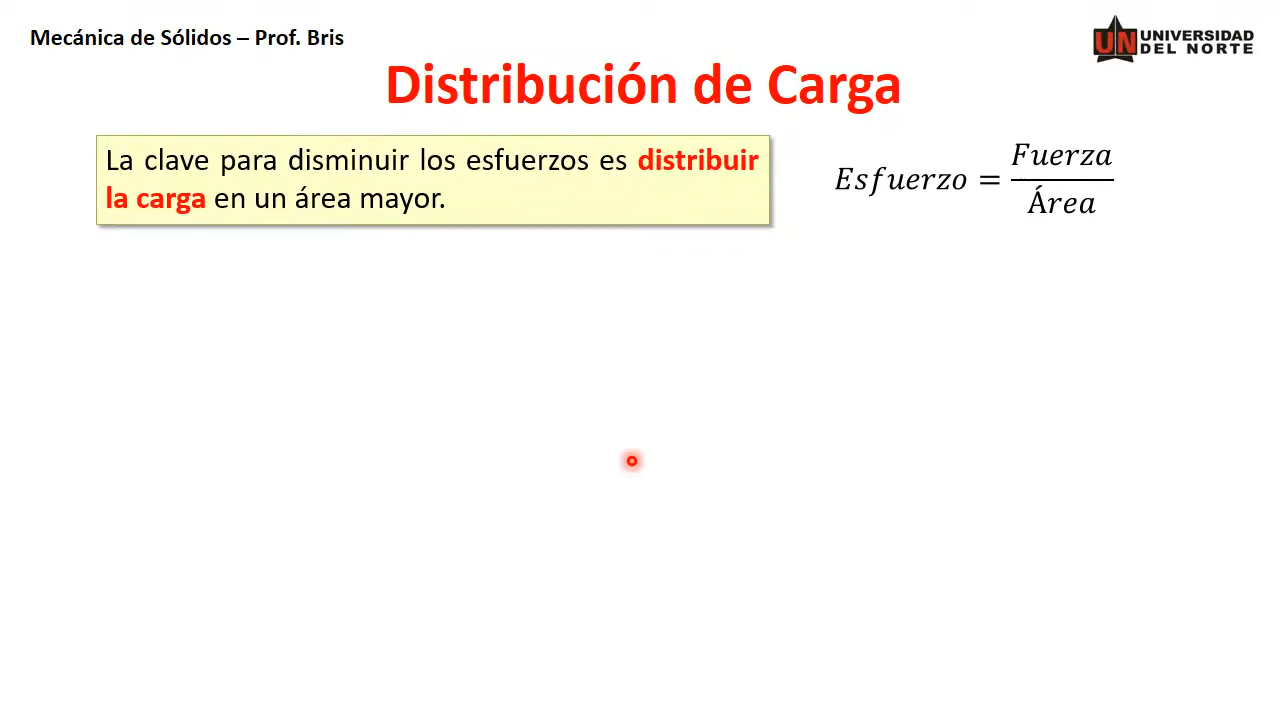 Mecánica de Sólidos – Prof. Bris
UNIVERSIDAD
DEL NORTE
UN
Distribución de Carga
La clave para disminuir los esfuerzos es distribuir
la carga en un área mayor.
Esfuerzo = Fuerza / Área